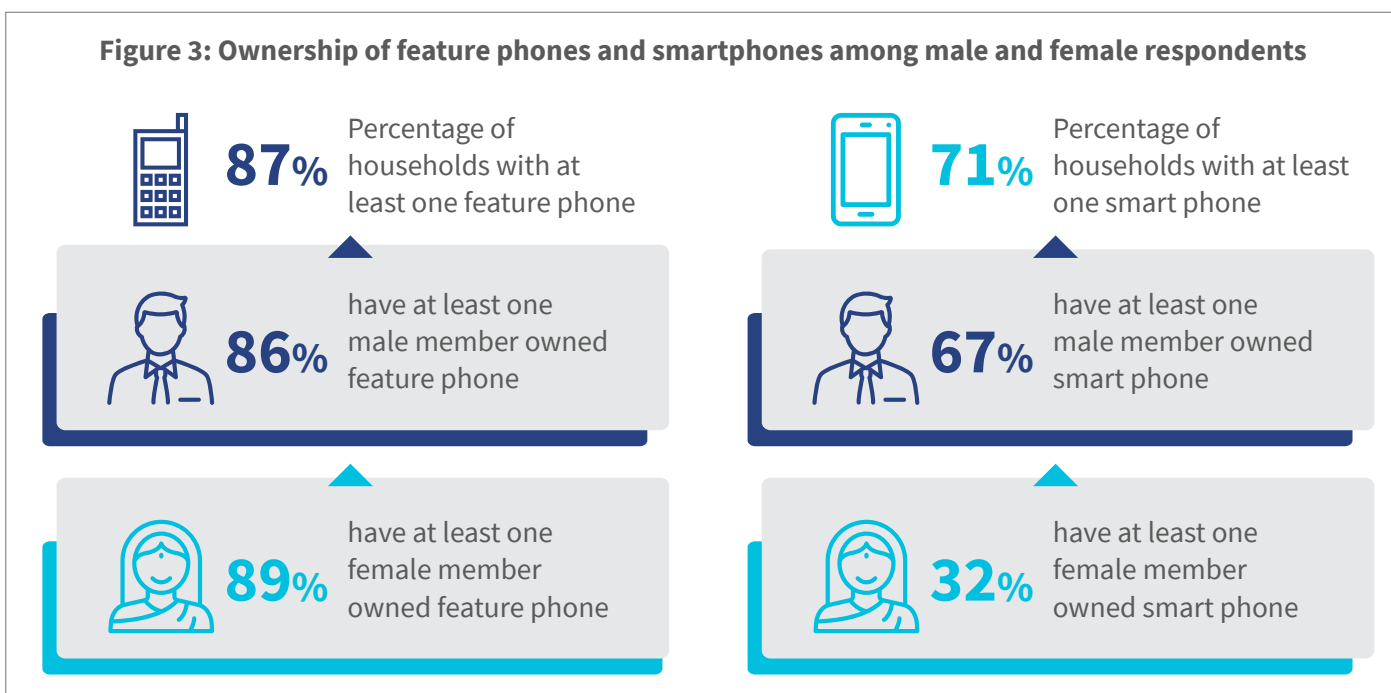 Figure 3: Ownership of feature phones and smartphones among male and female respondents
87%
Percentage of
households with at
least one feature phone
86%
have at least one
male member owned
feature phone
89%
have at least one
female member
owned feature phone
71%
Percentage of
households with at least
one smart phone
67%
have at least one
male member owned
smart phone
32%
have at least one
female member
owned smart phone